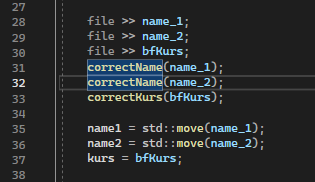 27
28 file >> name_1;
29 file >> name_2;
30 file >> bfKurs;
31 correctName(name_1);
32 correctName(name_2);
33 correctKurs(bfKurs);
34
35 name1 = std::move(name_1);
36 name2 = std::move(name_2);
37 kurs = bfKurs;
38